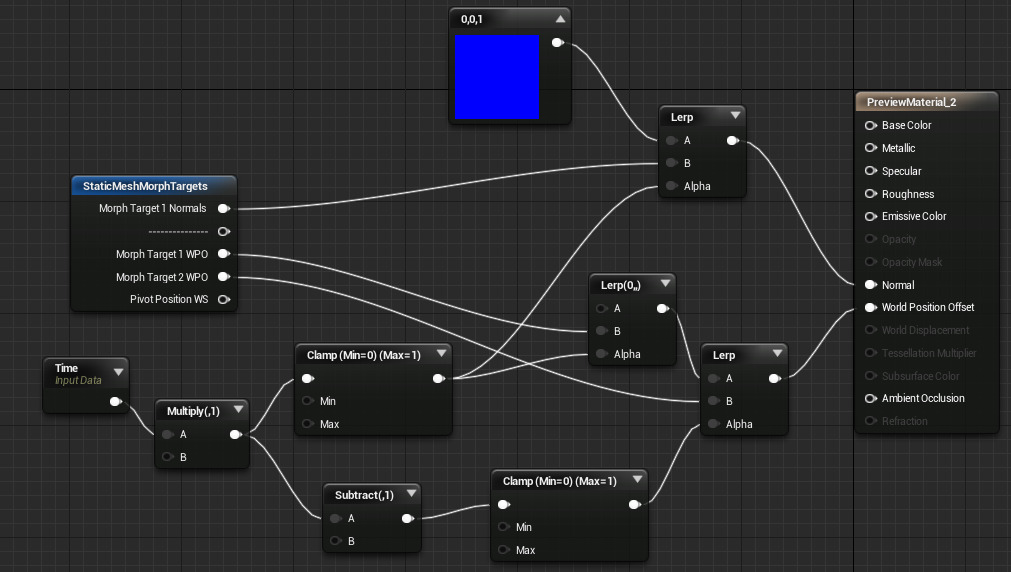 0,0,1
Lerp
A
B
Alpha
PreviewMaterial_2
Base Color
Metallic
Specular
Roughness
Emissive Color
Opacity
Opacity Mask
Normal
World Position Offset
World Displacement
Tessellation Multiplier
Subsurface Color
Ambient Occlusion
Refraction
StaticMeshMorphTargets
Morph Target 1 Normals
---------------
Morph Target 1 WPO
Morph Target 2 WPO
Pivot Position WS
Lerp(0,,)
A
B
Alpha
Lerp
A
B
Alpha
Clamp (Min=0) (Max=1)
Min
Max
Time
Input Data
Multiply(,1)
A
B
Subtract(,1)
A
B
Clamp (Min=0) (Max=1)
Min
Max